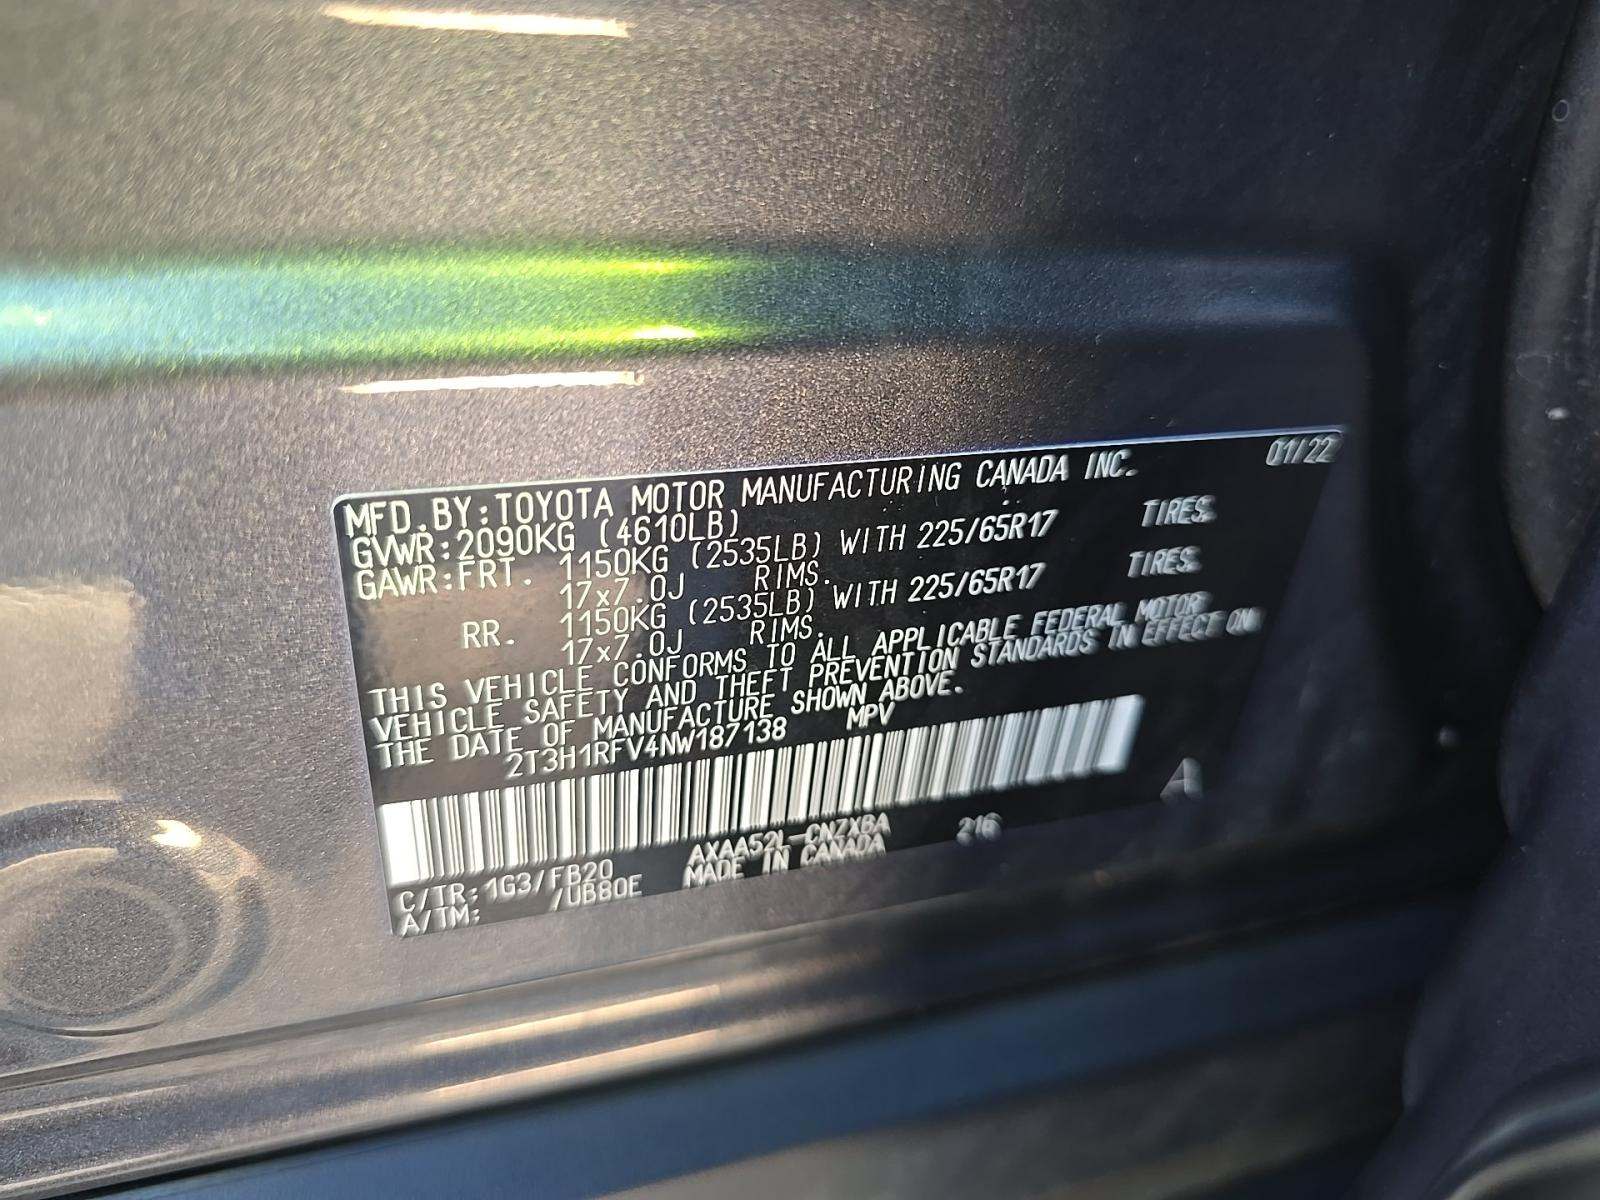 MFD.BY:TOYOTA MOTOR MANUFACTURING CANADA INC. 01/22
GVWR:2090KG (4610LB)
GAWR:FRT. 1150KG (2535LB) WITH 225/65R17 TIRES.
17x7.0J RIMS.
RR. 1150KG (2535LB) WITH 225/65R17 TIRES.
17x7.0J RIMS.
THIS VEHICLE CONFORMS TO ALL APPLICABLE FEDERAL MOTOR
VEHICLE SAFETY AND THEFT PREVENTION STANDARDS IN EFFECT ON
THE DATE OF MANUFACTURE SHOWN ABOVE.
2T3H1RFV4NW187138 MPV
C/TR:1G3/FB20 AXAA52L-CNZXBA 216 A
A/TM: /UB80E MADE IN CANADA